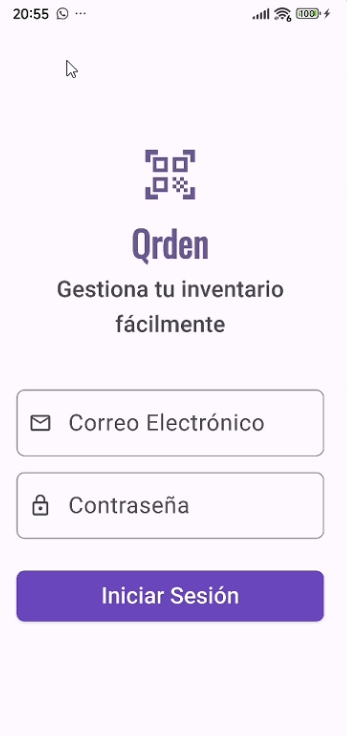 20:55 ...
100
Qrden
Gestiona tu inventario
fácilmente
Correo Electrónico
Contraseña
Iniciar Sesión